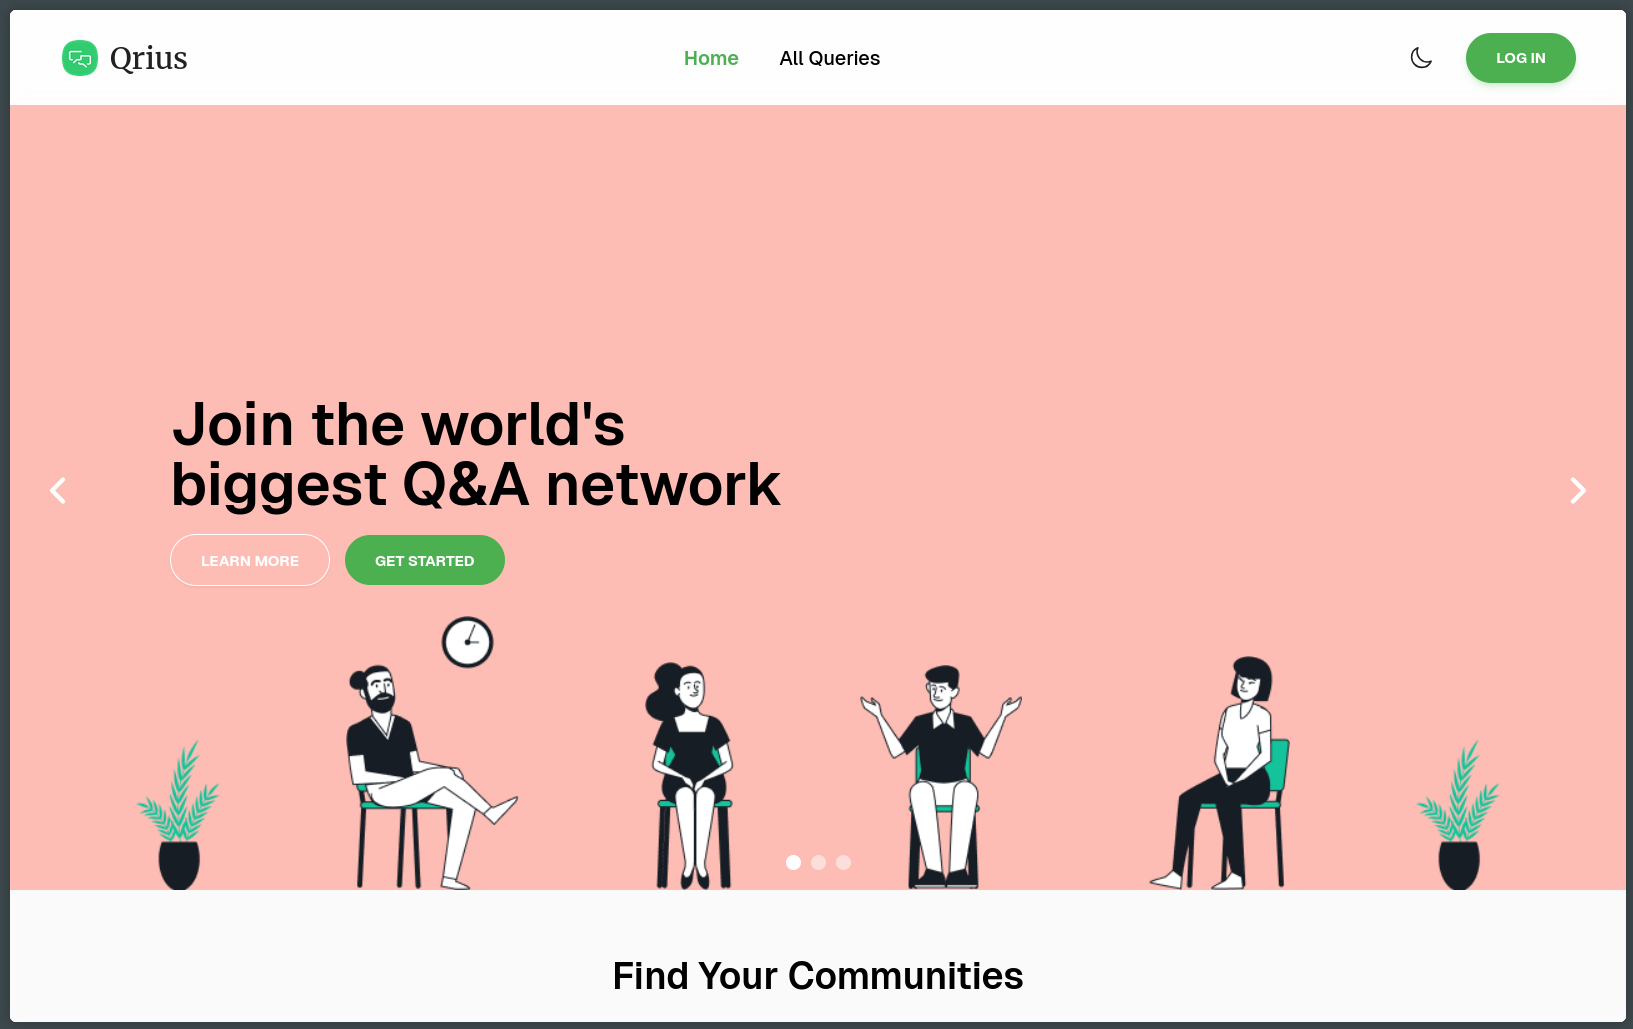 Qrius
Home
All Queries
LOG IN
Join the world's
biggest Q&A network
LEARN MORE
GET STARTED
Find Your Communities